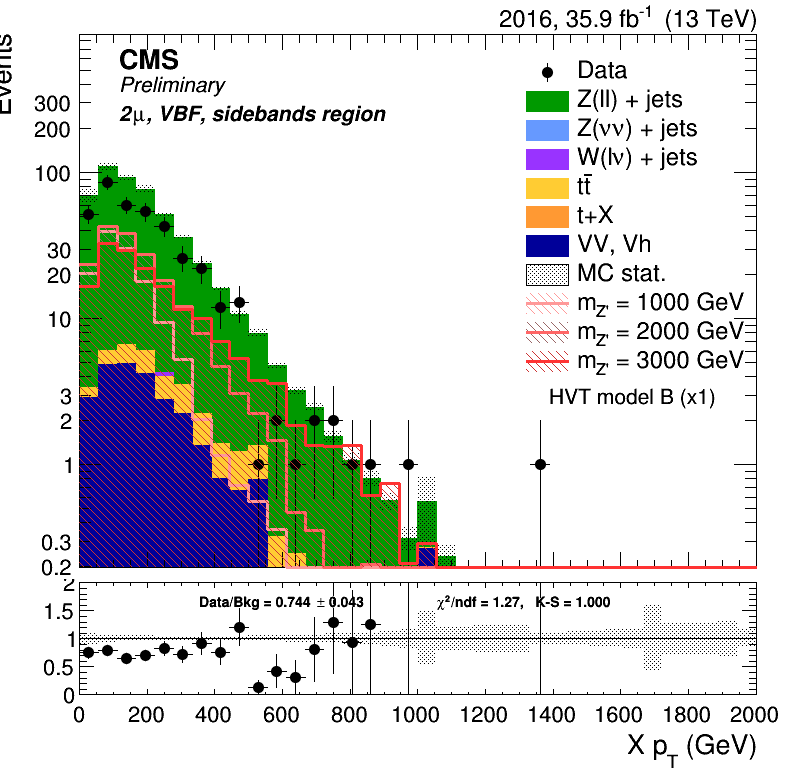 2016, 35.9 fb⁻¹ (13 TeV)
Events
CMS
Preliminary
2μ, VBF, sidebands region
Data
Z(ll) + jets
Z(νν) + jets
W(lν) + jets
tt̄
t+X
VV, Vh
MC stat.
m_Z' = 1000 GeV
m_Z' = 2000 GeV
m_Z' = 3000 GeV
HVT model B (x1)
300
200
100
30
20
10
3
2
1
0.3
0.2
Data/Bkg = 0.744 ± 0.043
χ²/ndf = 1.27, K-S = 1.000
2
1.5
1
0.5
0
0 200 400 600 800 1000 1200 1400 1600 1800 2000
X p_T (GeV)